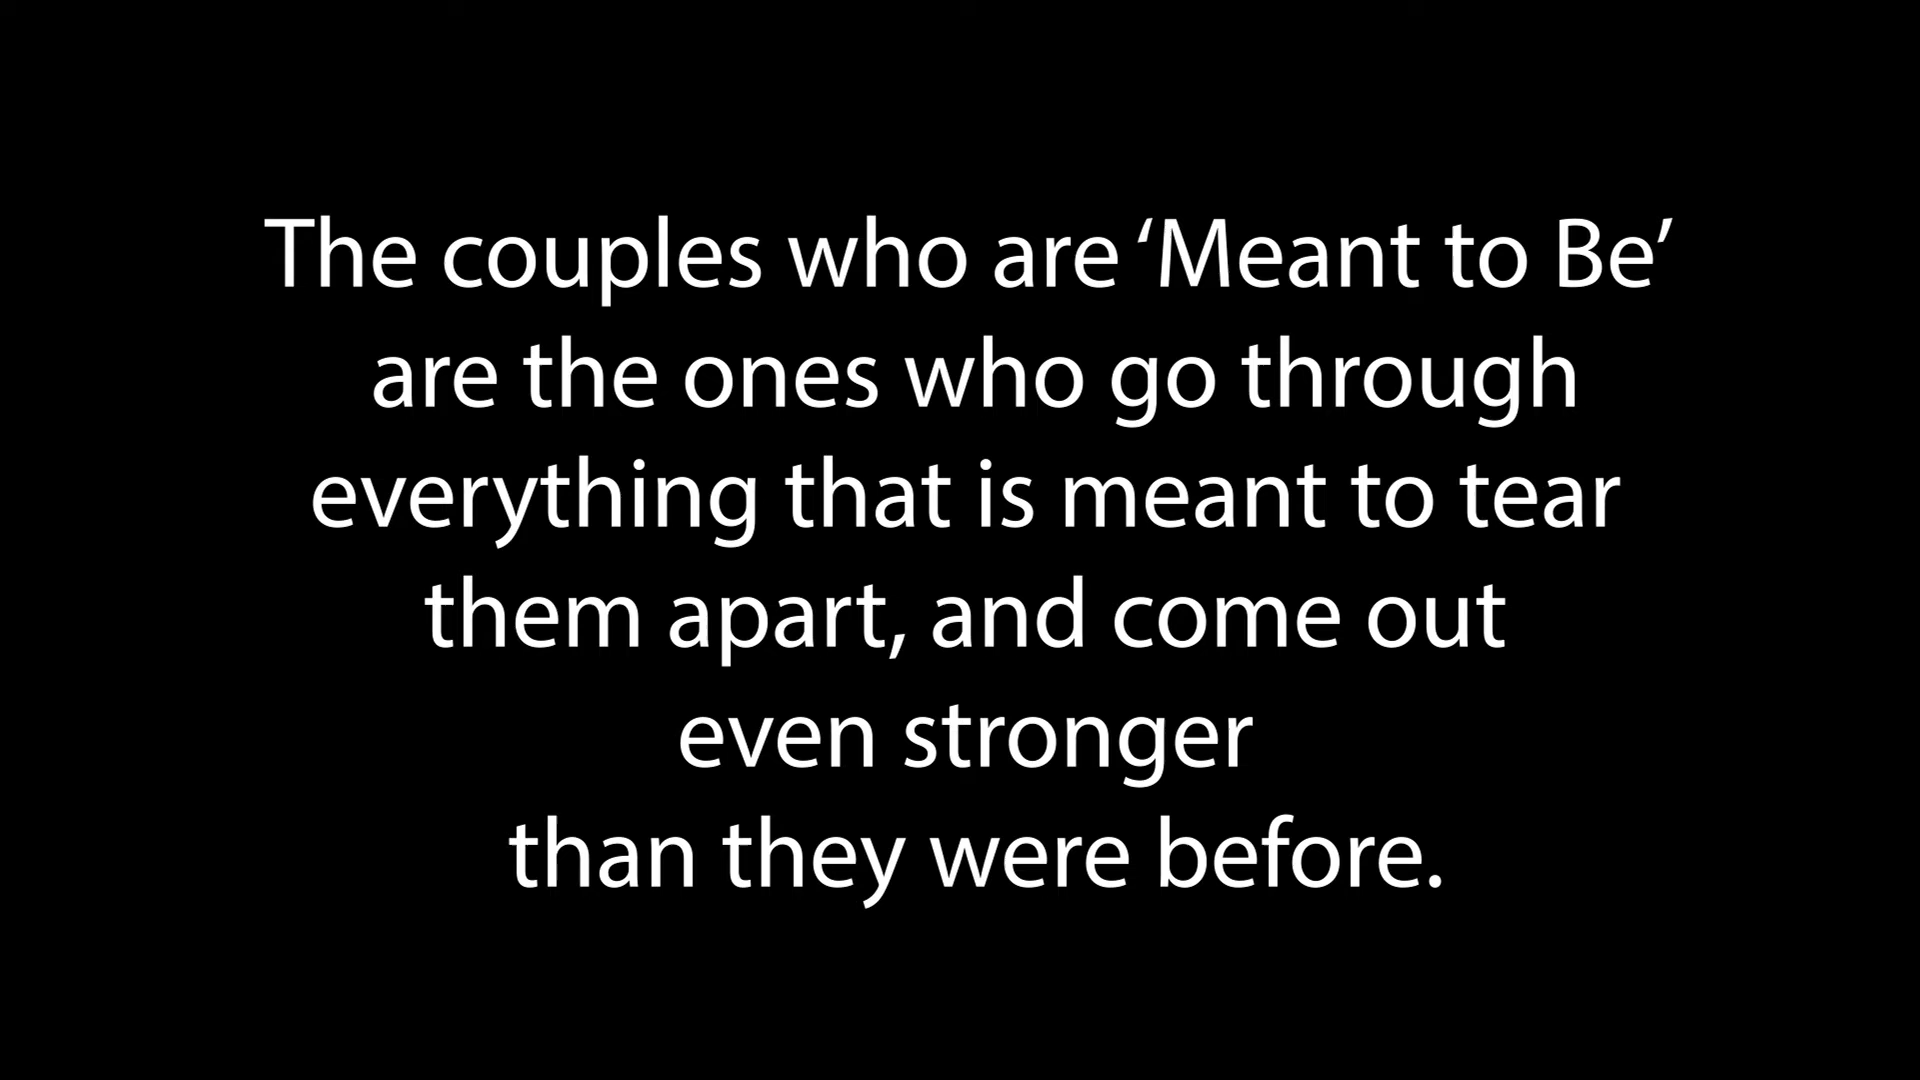 The couples who are ‘Meant to Be’
are the ones who go through
everything that is meant to tear
them apart, and come out
even stronger
than they were before.